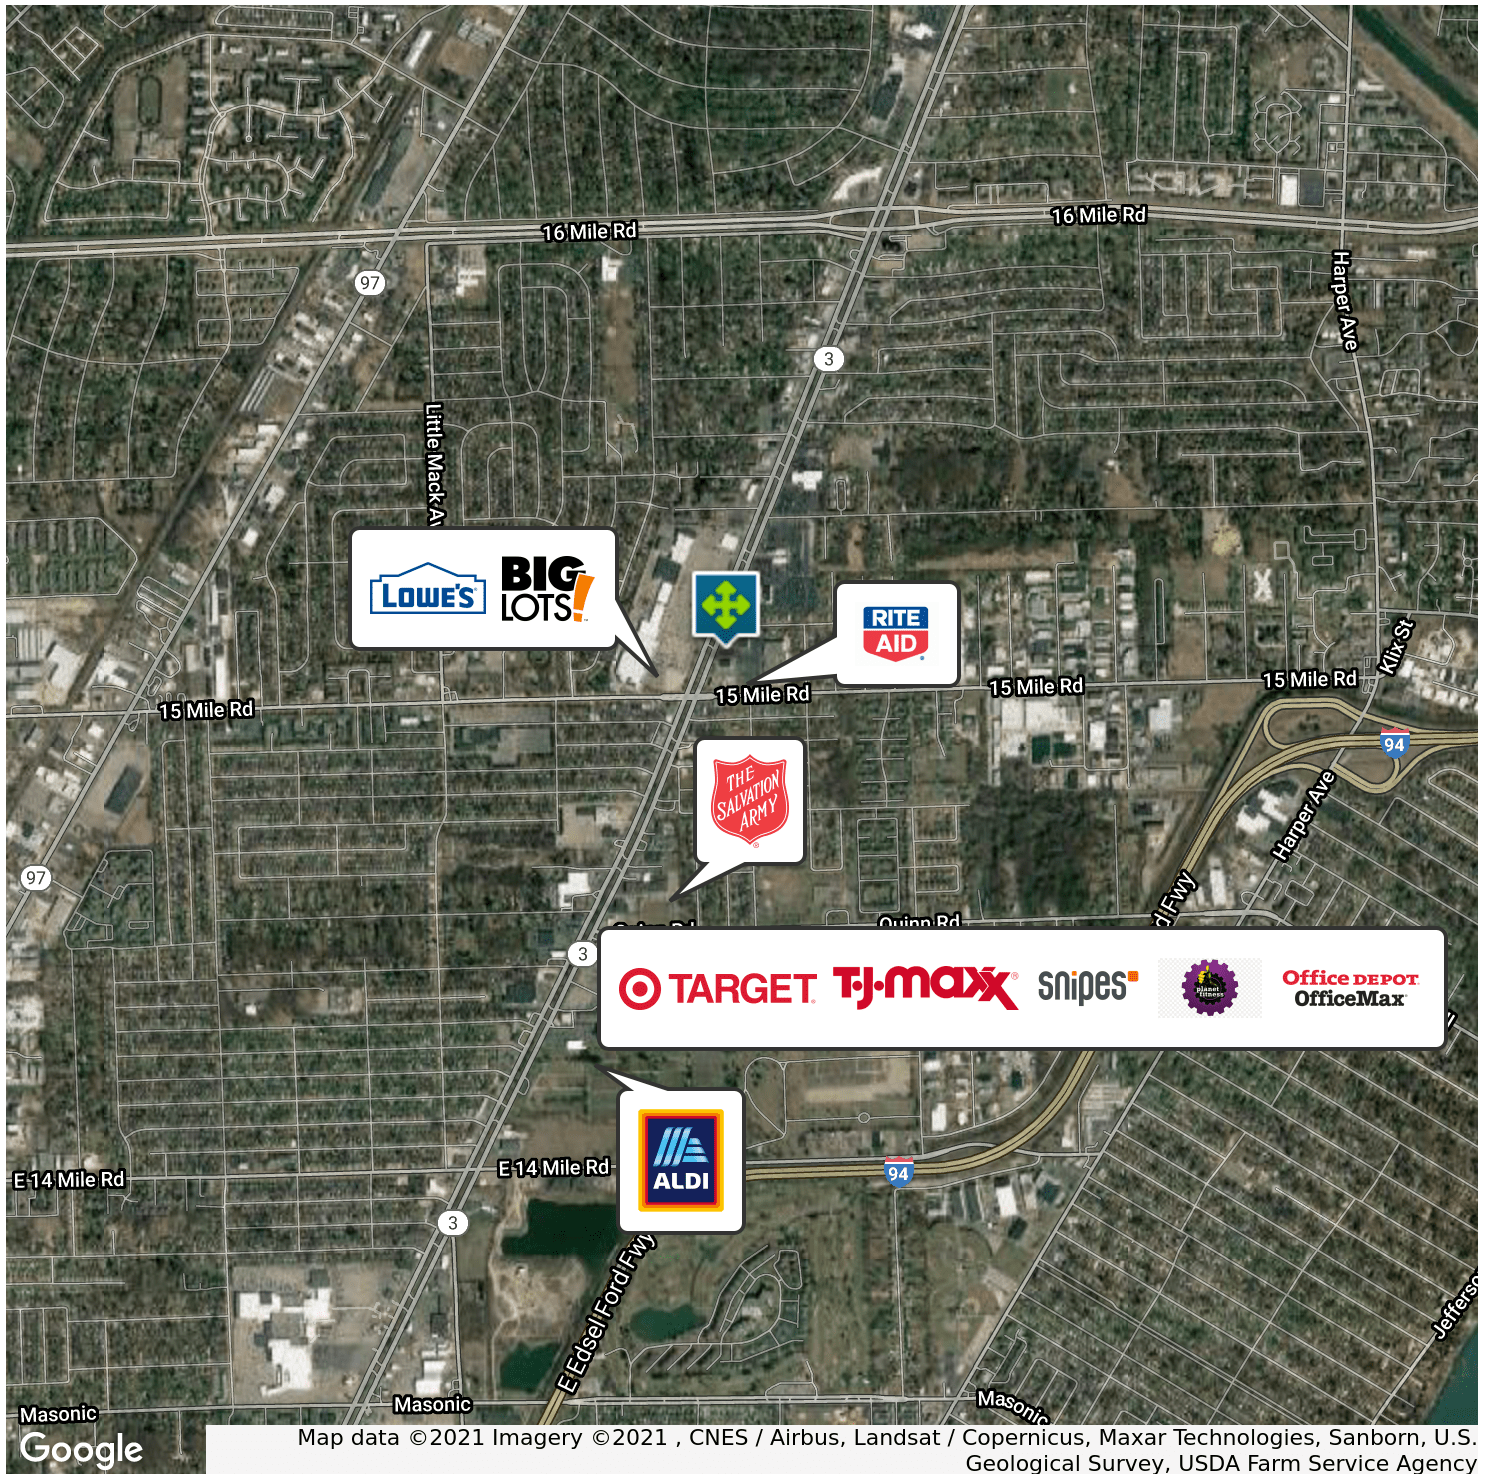 16 Mile Rd
16 Mile Rd
Harper Ave
97
3
Little Mack Av
LOWE'S
BIG
LOTS!
RITE
AID
Klix St
15 Mile Rd
15 Mile Rd
15 Mile Rd
15 Mile Rd
94
THE
SALVATION
ARMY
Harper Ave
97
d Fwy
Quinn Rd
3
TARGET
T·J·maxx
snipes
planet
fitness
Office DEPOT
OfficeMax
ALDI
E 14 Mile Rd
E 14 Mile Rd
94
3
E Edsel Ford Fwy
Jefferso
Masonic
Masonic
Masonic
Google
Map data ©2021 Imagery ©2021 , CNES / Airbus, Landsat / Copernicus, Maxar Technologies, Sanborn, U.S.
Geological Survey, USDA Farm Service Agency